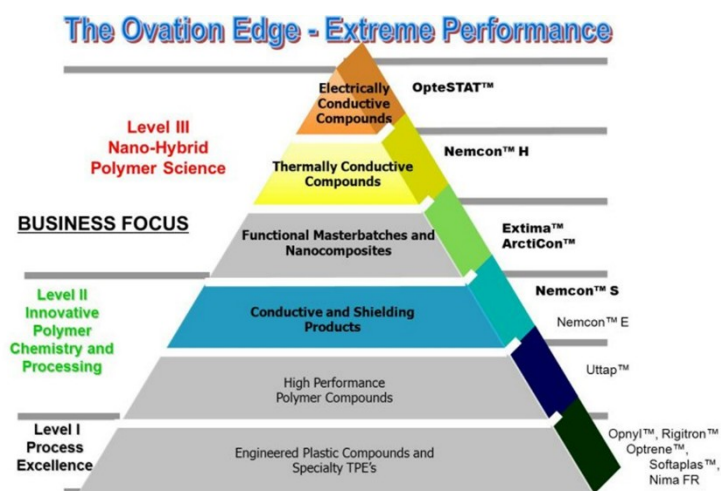 The Ovation Edge - Extreme Performance
Electrically
Conductive
Compounds
OpteSTAT™
Level III
Nano-Hybrid
Polymer Science
Thermally Conductive
Compounds
Nemcon™ H
BUSINESS FOCUS
Functional Masterbatches and
Nanocomposites
Extima™
ArctiCon™
Level II
Innovative
Polymer
Chemistry and
Processing
Conductive and Shielding
Products
Nemcon™ S
Nemcon™ E
High Performance
Polymer Compounds
Uttap™
Level I
Process
Excellence
Engineered Plastic Compounds and
Specialty TPE's
Opnyl™, Rigitron™
Optrene™,
Softaplas™,
Nima FR